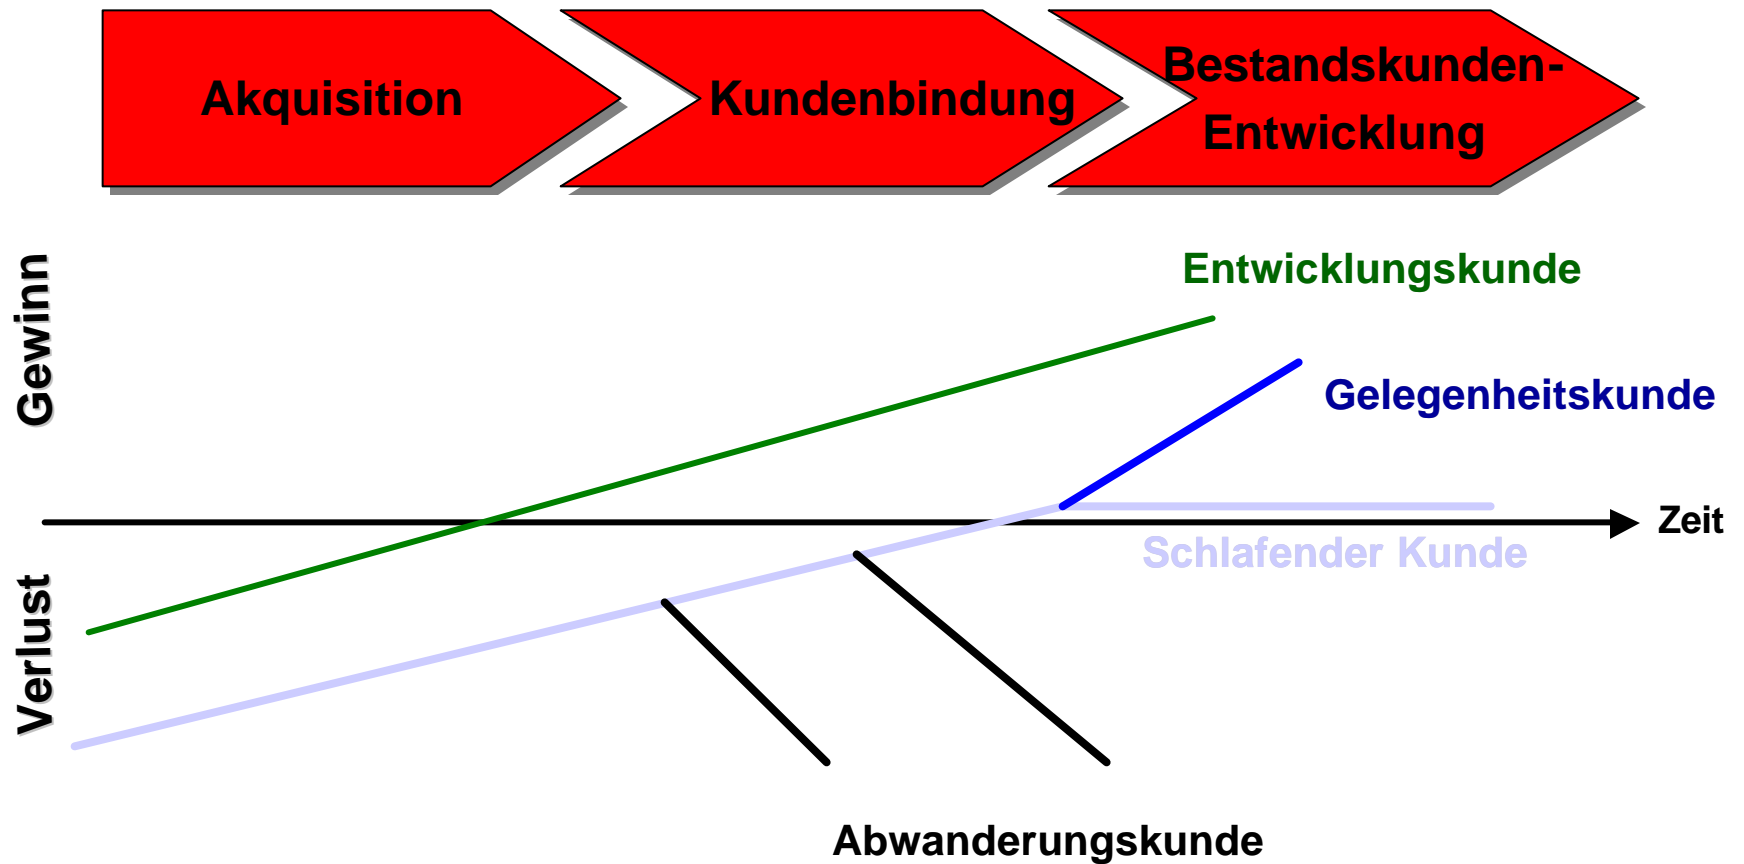 Akquisition
Kundenbindung
Bestandskunden-
Entwicklung
Gewinn
Entwicklungskunde
Gelegenheitskunde
Zeit
Schlafender Kunde
Verlust
Abwanderungskunde